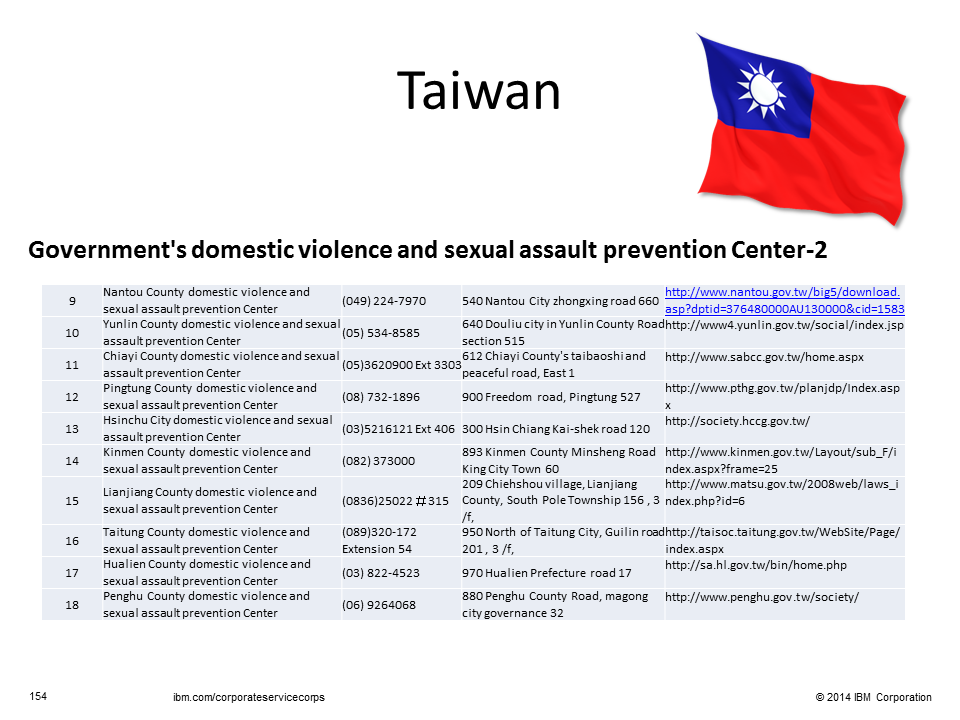 Taiwan
Government's domestic violence and sexual assault prevention Center-2
9 Nantou County domestic violence and sexual assault prevention Center (049) 224-7970 540 Nantou City zhongxing road 660 http://www.nantou.gov.tw/big5/download.asp?dptid=376480000AU130000&cid=1583
10 Yunlin County domestic violence and sexual assault prevention Center (05) 534-8585 640 Douliu city in Yunlin County Road section 515 http://www4.yunlin.gov.tw/social/index.jsp
11 Chiayi County domestic violence and sexual assault prevention Center (05)3620900 Ext 3303 612 Chiayi County's taibaoshi and peaceful road, East 1 http://www.sabcc.gov.tw/home.aspx
12 Pingtung County domestic violence and sexual assault prevention Center (08) 732-1896 900 Freedom road, Pingtung 527 http://www.pthg.gov.tw/planjdp/Index.aspx
13 Hsinchu City domestic violence and sexual assault prevention Center (03)5216121 Ext 406 300 Hsin Chiang Kai-shek road 120 http://society.hccg.gov.tw/
14 Kinmen County domestic violence and sexual assault prevention Center (082) 373000 893 Kinmen County Minsheng Road King City Town 60 http://www.kinmen.gov.tw/Layout/sub_F/index.aspx?frame=25
15 Lianjiang County domestic violence and sexual assault prevention Center (0836)25022＃315 209 Chiehshou village, Lianjiang County, South Pole Township 156 , 3 /f, http://www.matsu.gov.tw/2008web/laws_index.php?id=6
16 Taitung County domestic violence and sexual assault prevention Center (089)320-172 Extension 54 950 North of Taitung City, Guilin road 201 , 3 /f, http://taisoc.taitung.gov.tw/WebSite/Page/index.aspx
17 Hualien County domestic violence and sexual assault prevention Center (03) 822-4523 970 Hualien Prefecture road 17 http://sa.hl.gov.tw/bin/home.php
18 Penghu County domestic violence and sexual assault prevention Center (06) 9264068 880 Penghu County Road, magong city governance 32 http://www.penghu.gov.tw/society/
154 ibm.com/corporateservicecorps © 2014 IBM Corporation